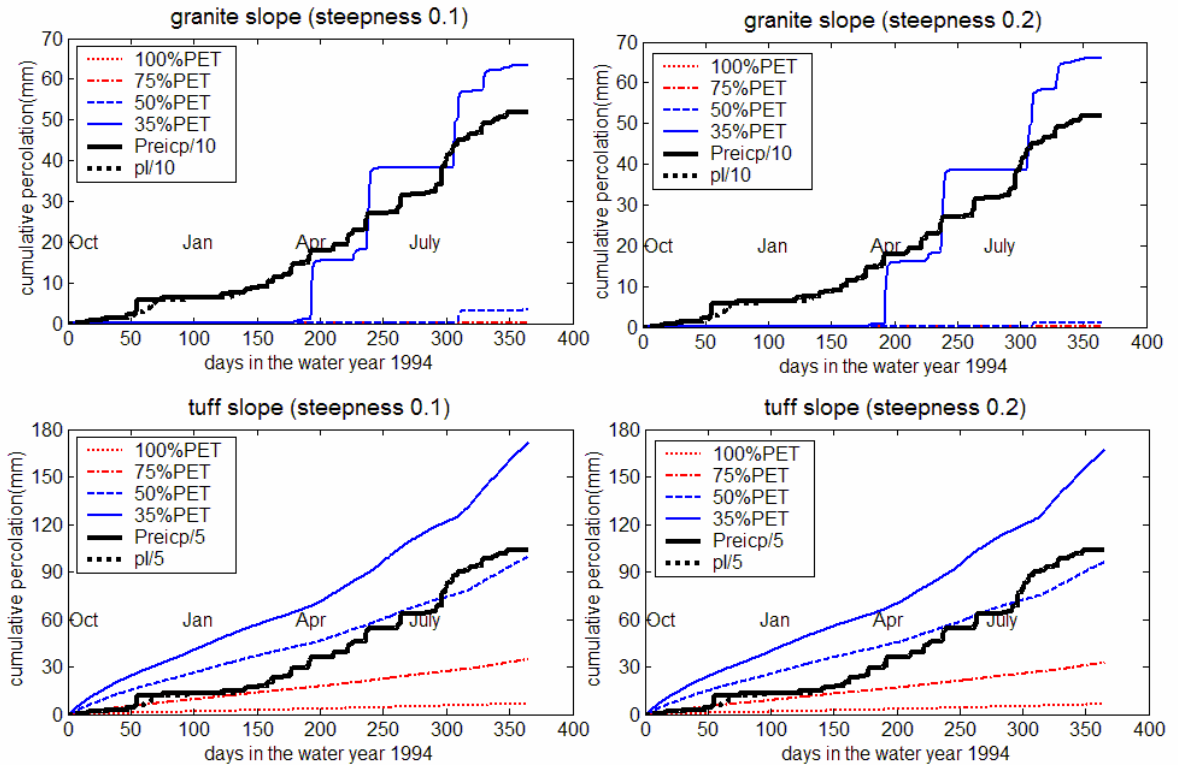 granite slope (steepness 0.1)
cumulative percolation(mm)
70
60
50
40
30
20
10
0
100%PET
75%PET
50%PET
35%PET
Preicp/10
pl/10
Oct Jan Apr July
0 50 100 150 200 250 300 350 400
days in the water year 1994
granite slope (steepness 0.2)
cumulative percolation(mm)
70
60
50
40
30
20
10
0
100%PET
75%PET
50%PET
35%PET
Preicp/10
pl/10
Oct Jan Apr July
0 50 100 150 200 250 300 350 400
days in the water year 1994
tuff slope (steepness 0.1)
cumulative percolation(mm)
180
150
120
90
60
30
0
100%PET
75%PET
50%PET
35%PET
Preicp/5
pl/5
Oct Jan Apr July
0 50 100 150 200 250 300 350 400
days in the water year 1994
tuff slope (steepness 0.2)
cumulative percolation(mm)
180
150
120
90
60
30
0
100%PET
75%PET
50%PET
35%PET
Preicp/5
pl/5
Oct Jan Apr July
0 50 100 150 200 250 300 350 400
days in the water year 1994